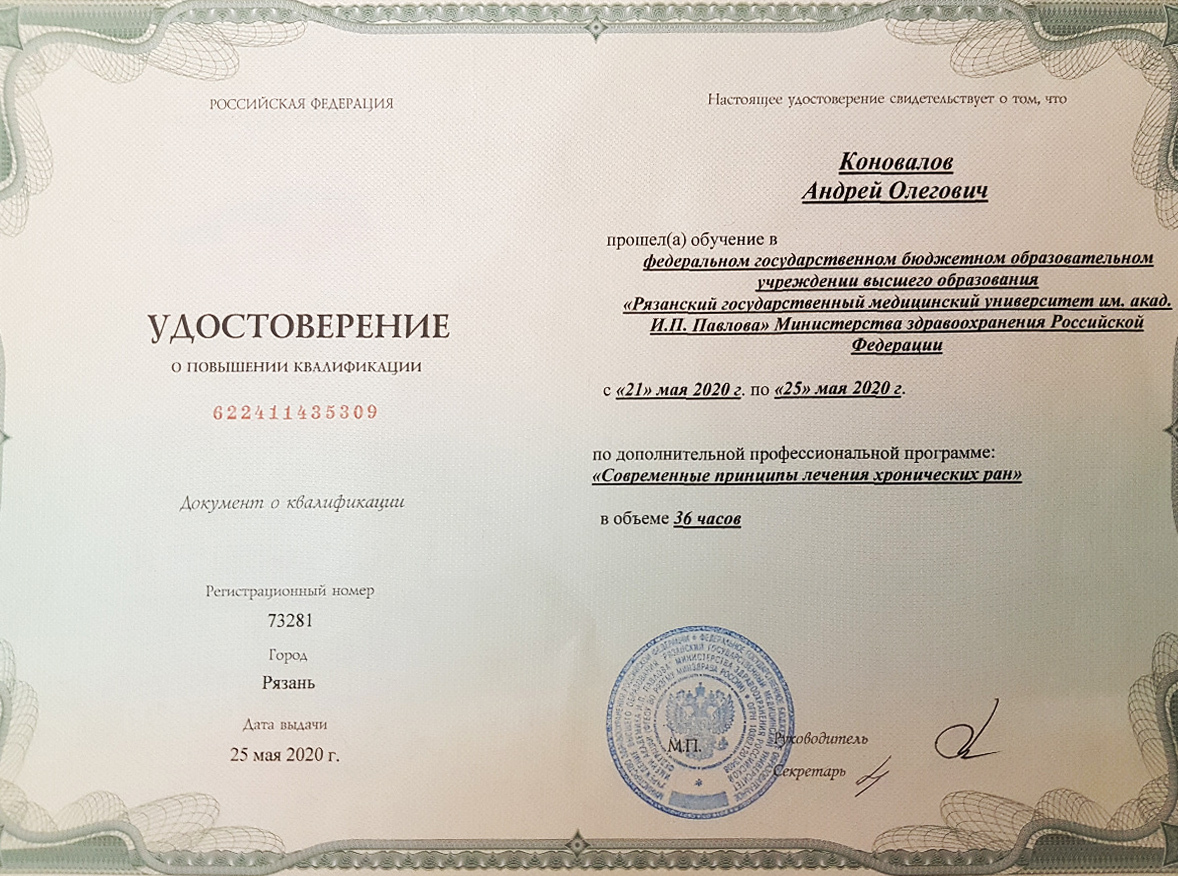 РОССИЙСКАЯ ФЕДЕРАЦИЯ
УДОСТОВЕРЕНИЕ
О ПОВЫШЕНИИ КВАЛИФИКАЦИИ
622411435309
Документ о квалификации
Регистрационный номер
73281
Город
Рязань
Дата выдачи
25 мая 2020 г.
Настоящее удостоверение свидетельствует о том, что
Коновалов
Андрей Олегович
прошел(а) обучение в
федеральном государственном бюджетном образовательном
учреждении высшего образования
«Рязанский государственный медицинский университет им. акад.
И.П. Павлова» Министерства здравоохранения Российской
Федерации
с «21» мая 2020 г. по «25» мая 2020 г.
по дополнительной профессиональной программе:
«Современные принципы лечения хронических ран»
в объеме 36 часов
М.П.
Руководитель
Секретарь